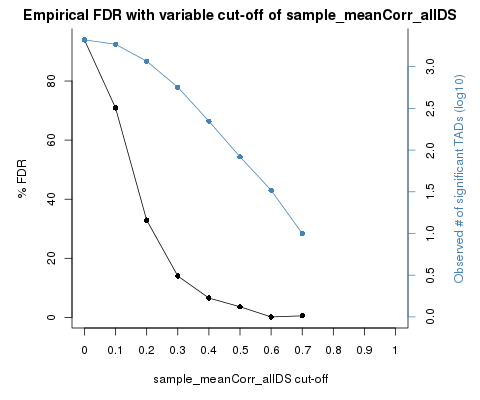 Empirical FDR with variable cut-off of sample_meanCorr_allDS
% FDR
80
60
40
20
0
0 0.1 0.2 0.3 0.4 0.5 0.6 0.7 0.8 0.9 1
sample_meanCorr_allDS cut-off
3.0
2.5
2.0
1.5
1.0
0.5
0.0
Observed # of significant TADs (log10)